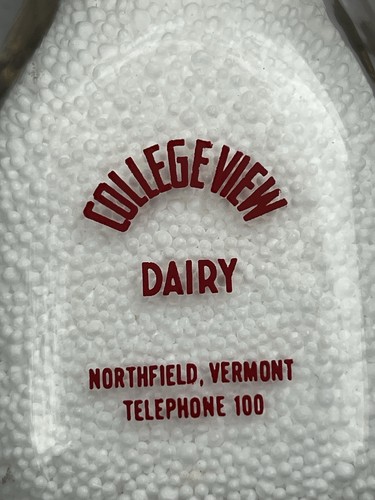 COLLEGE VIEW
DAIRY
NORTHFIELD, VERMONT
TELEPHONE 100